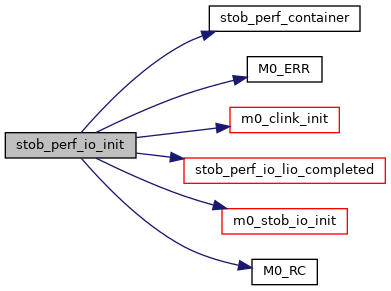 stob_perf_container
M0_ERR
m0_clink_init
stob_perf_io_init
stob_perf_io_lio_completed
m0_stob_io_init
M0_RC